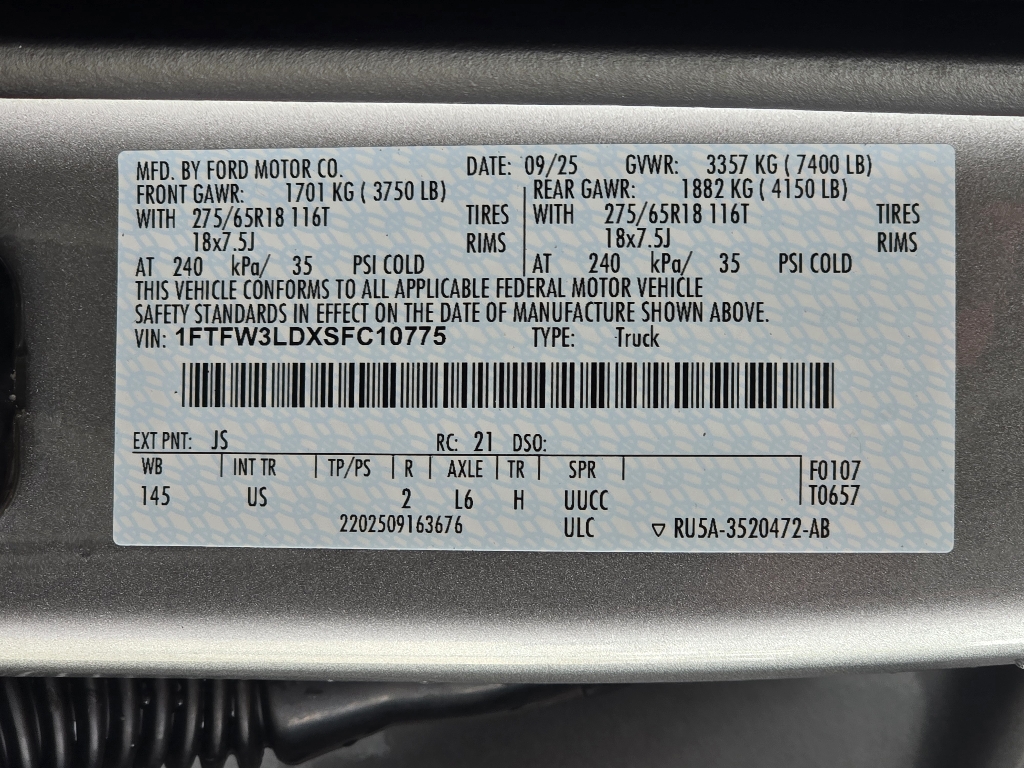 MFD. BY FORD MOTOR CO. DATE: 09/25 GVWR: 3357 KG ( 7400 LB)
FRONT GAWR: 1701 KG ( 3750 LB) REAR GAWR: 1882 KG ( 4150 LB)
WITH 275/65R18 116T TIRES WITH 275/65R18 116T TIRES
18x7.5J RIMS 18x7.5J RIMS
AT 240 kPa/ 35 PSI COLD AT 240 kPa/ 35 PSI COLD
THIS VEHICLE CONFORMS TO ALL APPLICABLE FEDERAL MOTOR VEHICLE
SAFETY STANDARDS IN EFFECT ON THE DATE OF MANUFACTURE SHOWN ABOVE.
VIN: 1FTFW3LDXSFC10775 TYPE: Truck
EXT PNT: JS RC: 21 DSO:
WB INT TR TP/PS R AXLE TR SPR F0107
145 US 2 L6 H UUCC T0657
2202509163676 ULC ▽ RU5A-3520472-AB